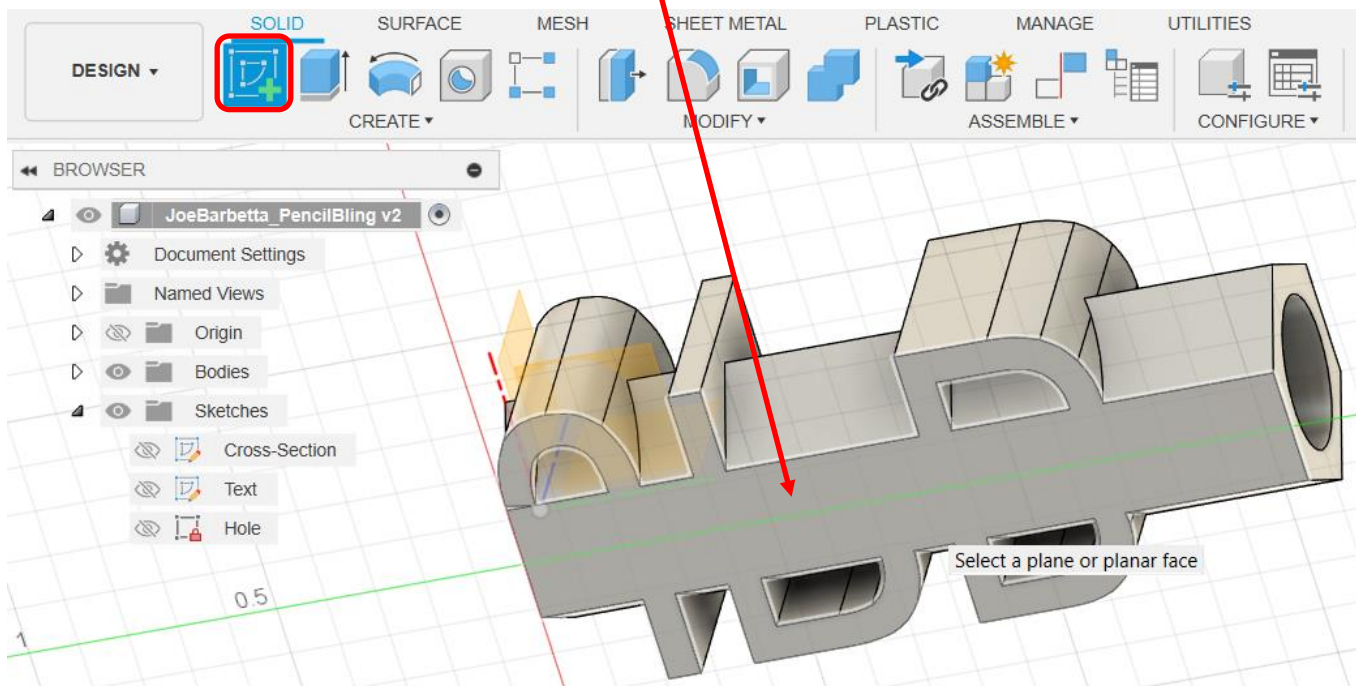 SOLID SURFACE MESH SHEET METAL PLASTIC MANAGE UTILITIES
DESIGN ▾
CREATE ▾ MODIFY ▾ ASSEMBLE ▾ CONFIGURE ▾
BROWSER
JoeBarbetta_PencilBling v2
Document Settings
Named Views
Origin
Bodies
Sketches
Cross-Section
Text
Hole
Select a plane or planar face
0.5
1